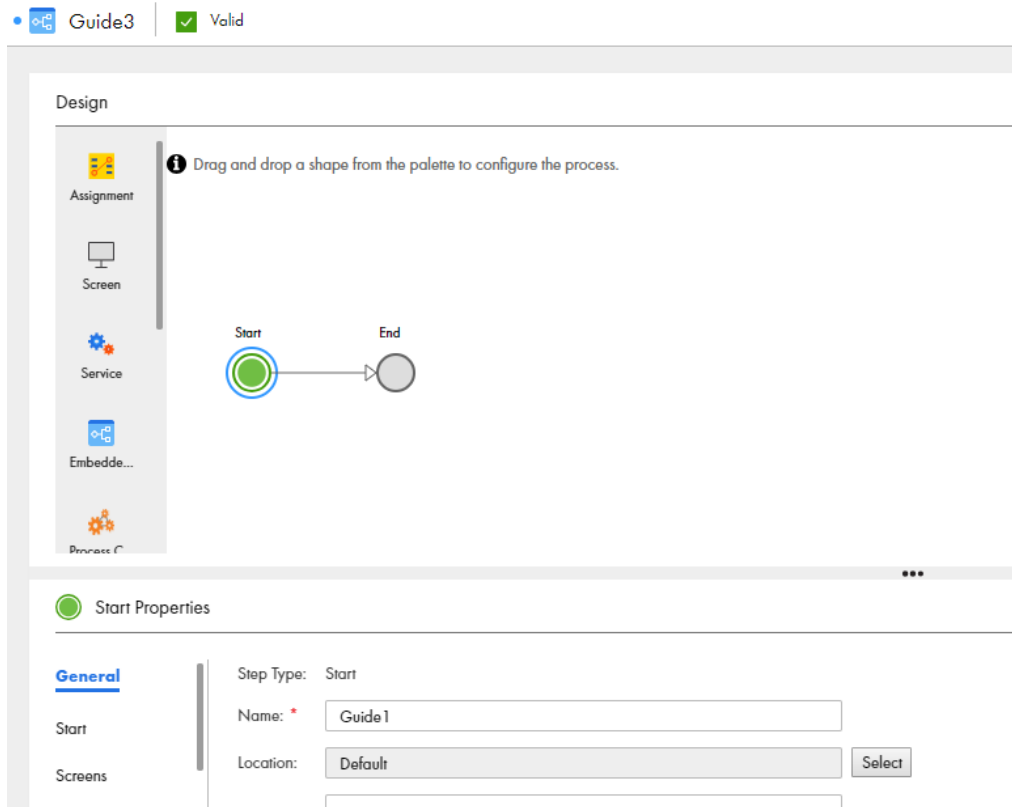 Guide3
Valid
Design
Drag and drop a shape from the palette to configure the process.
Assignment
Screen
Service
Embedde...
Process C
Start
End
Start Properties
General
Start
Screens
Step Type: Start
Name: * Guide1
Location: Default
Select